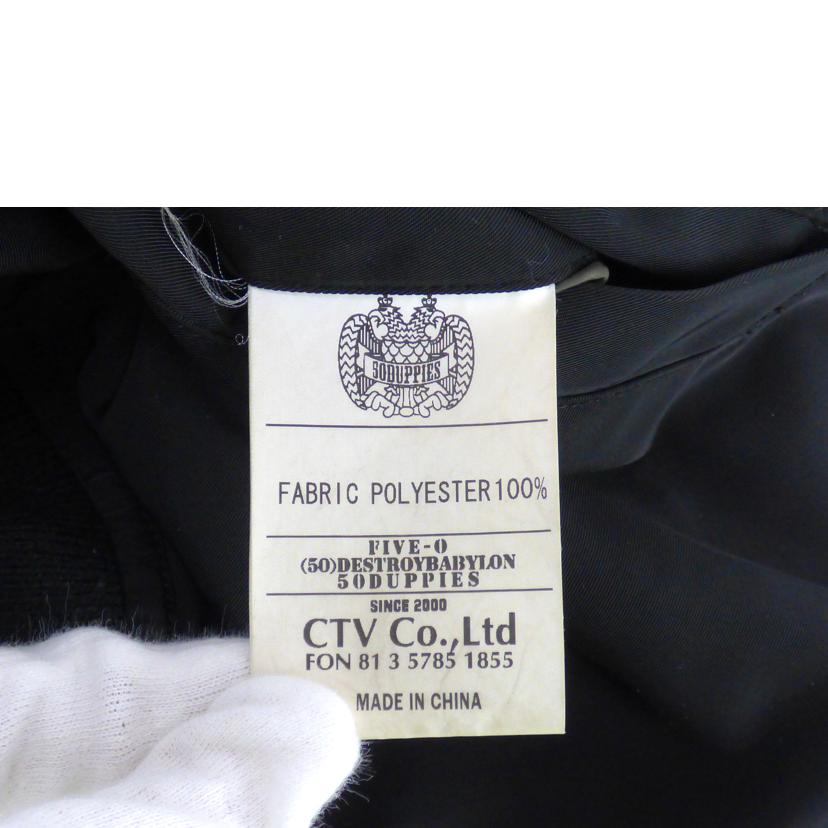 50DUPPIES
FABRIC POLYESTER100%
FIVE-0
(50)DESTROYBABYLON
50DUPPIES
SINCE 2000
CTV Co.,Ltd
FON 81 3 5785 1855
MADE IN CHINA